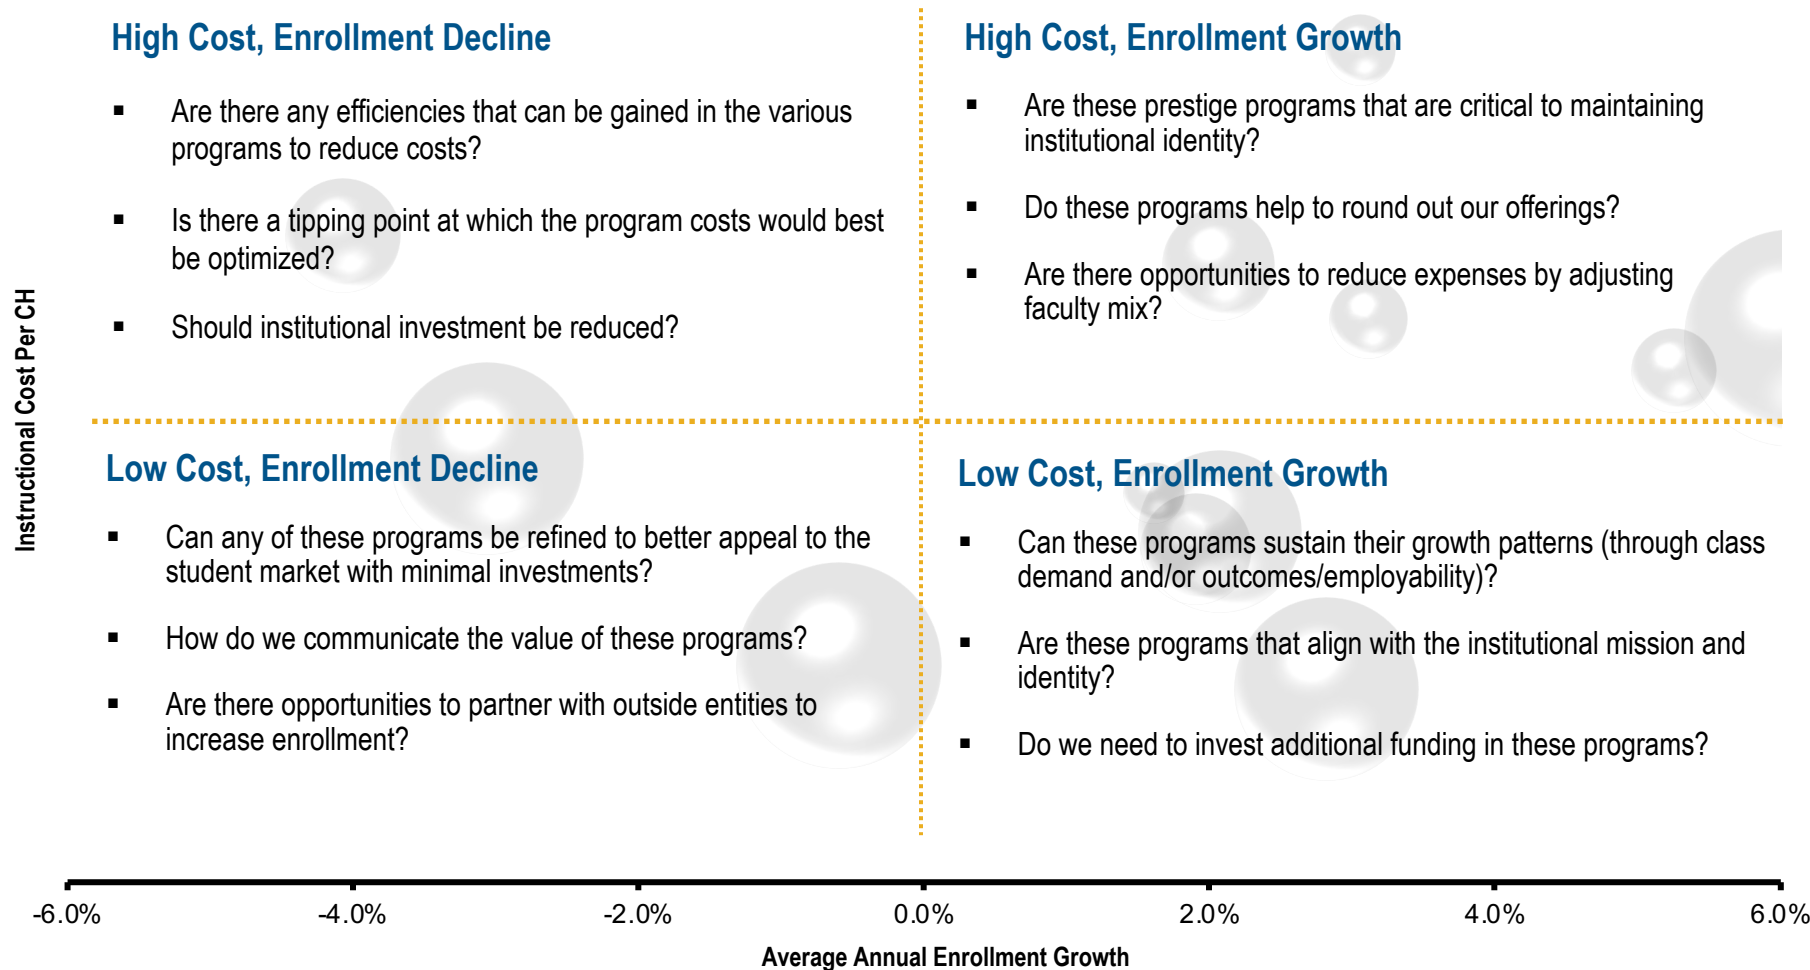 High Cost, Enrollment Decline
▪ Are there any efficiencies that can be gained in the various
programs to reduce costs?
▪ Is there a tipping point at which the program costs would best
be optimized?
▪ Should institutional investment be reduced?
High Cost, Enrollment Growth
▪ Are these prestige programs that are critical to maintaining
institutional identity?
▪ Do these programs help to round out our offerings?
▪ Are there opportunities to reduce expenses by adjusting
faculty mix?
Instructional Cost Per CH
Low Cost, Enrollment Decline
▪ Can any of these programs be refined to better appeal to the
student market with minimal investments?
▪ How do we communicate the value of these programs?
▪ Are there opportunities to partner with outside entities to
increase enrollment?
Low Cost, Enrollment Growth
▪ Can these programs sustain their growth patterns (through class
demand and/or outcomes/employability)?
▪ Are these programs that align with the institutional mission and
identity?
▪ Do we need to invest additional funding in these programs?
-6.0% -4.0% -2.0% 0.0% 2.0% 4.0% 6.0%
Average Annual Enrollment Growth